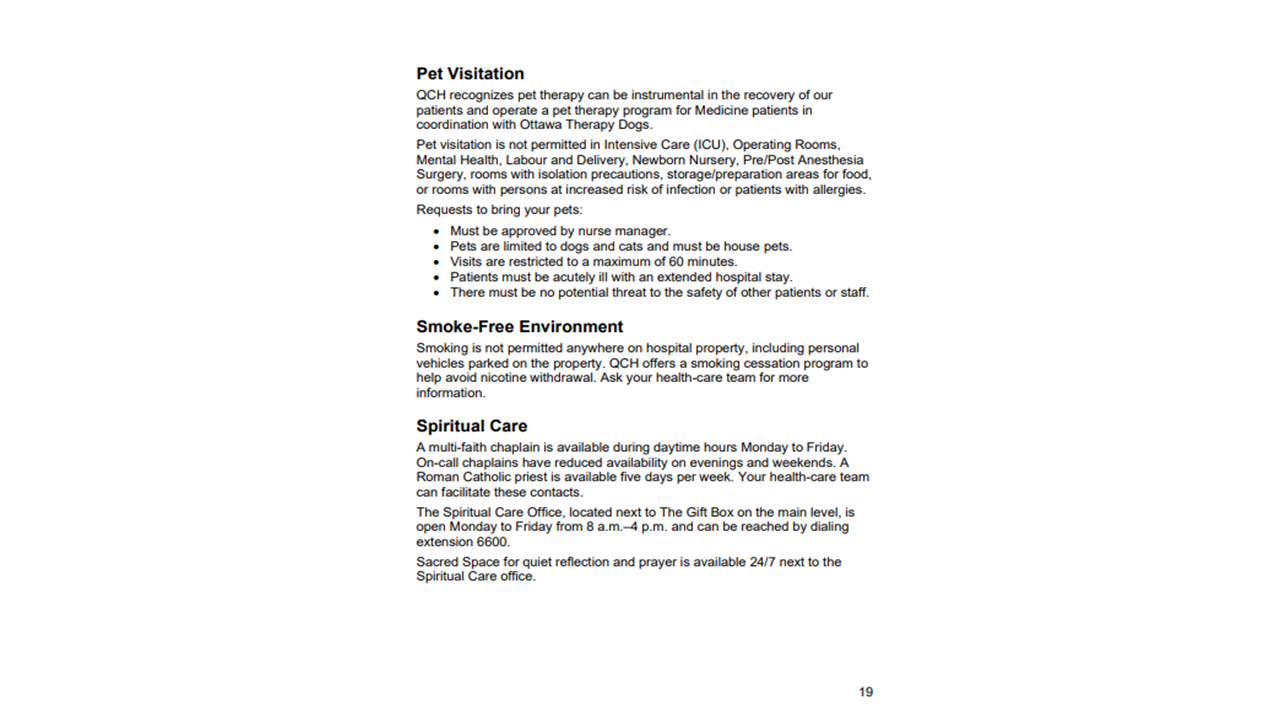 Pet Visitation
QCH recognizes pet therapy can be instrumental in the recovery of our
patients and operate a pet therapy program for Medicine patients in
coordination with Ottawa Therapy Dogs.
Pet visitation is not permitted in Intensive Care (ICU), Operating Rooms,
Mental Health, Labour and Delivery, Newborn Nursery, Pre/Post Anesthesia
Surgery, rooms with isolation precautions, storage/preparation areas for food,
or rooms with persons at increased risk of infection or patients with allergies.
Requests to bring your pets:
• Must be approved by nurse manager.
• Pets are limited to dogs and cats and must be house pets.
• Visits are restricted to a maximum of 60 minutes.
• Patients must be acutely ill with an extended hospital stay.
• There must be no potential threat to the safety of other patients or staff.
Smoke-Free Environment
Smoking is not permitted anywhere on hospital property, including personal
vehicles parked on the property. QCH offers a smoking cessation program to
help avoid nicotine withdrawal. Ask your health-care team for more
information.
Spiritual Care
A multi-faith chaplain is available during daytime hours Monday to Friday.
On-call chaplains have reduced availability on evenings and weekends. A
Roman Catholic priest is available five days per week. Your health-care team
can facilitate these contacts.
The Spiritual Care Office, located next to The Gift Box on the main level, is
open Monday to Friday from 8 a.m.–4 p.m. and can be reached by dialing
extension 6600.
Sacred Space for quiet reflection and prayer is available 24/7 next to the
Spiritual Care office.
19